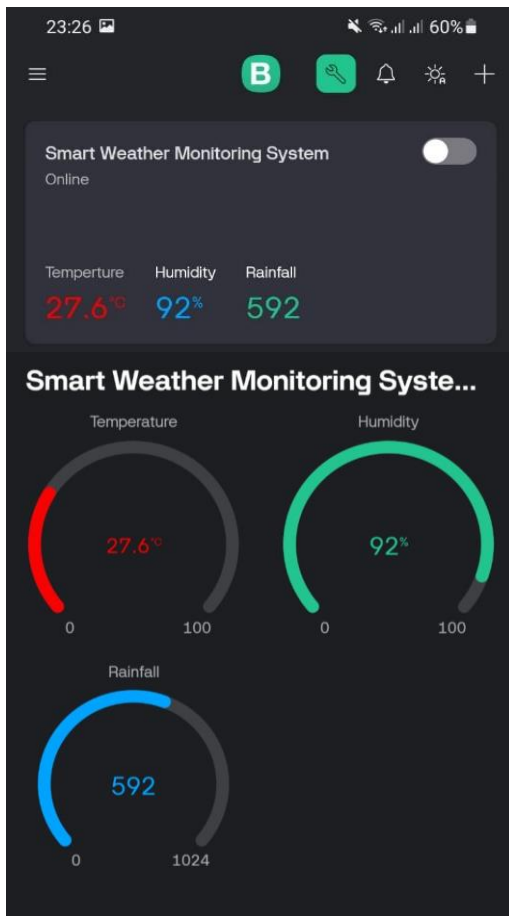 23:26 60%
B
Smart Weather Monitoring System
Online
Temperture Humidity Rainfall
27.6°C 92% 592
Smart Weather Monitoring Syste...
Temperature Humidity
27.6°C 92%
0 100 0 100
Rainfall
592
0 1024